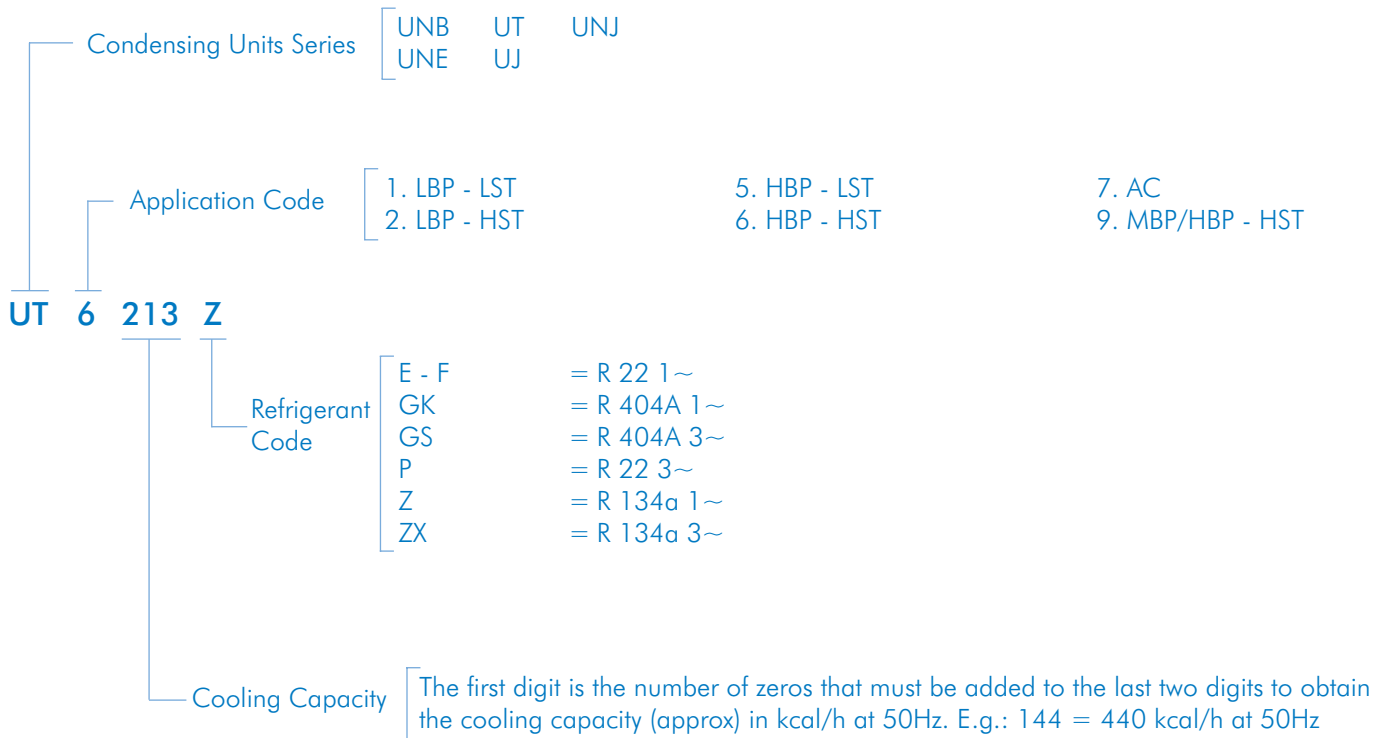 Condensing Units Series
UNB UT UNJ
UNE UJ
Application Code
1. LBP - LST 5. HBP - LST 7. AC
2. LBP - HST 6. HBP - HST 9. MBP/HBP - HST
UT 6 213 Z
Refrigerant
Code
E - F = R 22 1~
GK = R 404A 1~
GS = R 404A 3~
P = R 22 3~
Z = R 134a 1~
ZX = R 134a 3~
Cooling Capacity
The first digit is the number of zeros that must be added to the last two digits to obtain
the cooling capacity (approx) in kcal/h at 50Hz. E.g.: 144 = 440 kcal/h at 50Hz